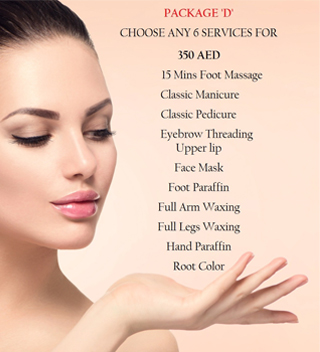 PACKAGE 'D'
CHOOSE ANY 6 SERVICES FOR
350 AED
15 Mins Foot Massage
Classic Manicure
Classic Pedicure
Eyebrow Threading
Upper lip
Face Mask
Foot Paraffin
Full Arm Waxing
Full Legs Waxing
Hand Paraffin
Root Color